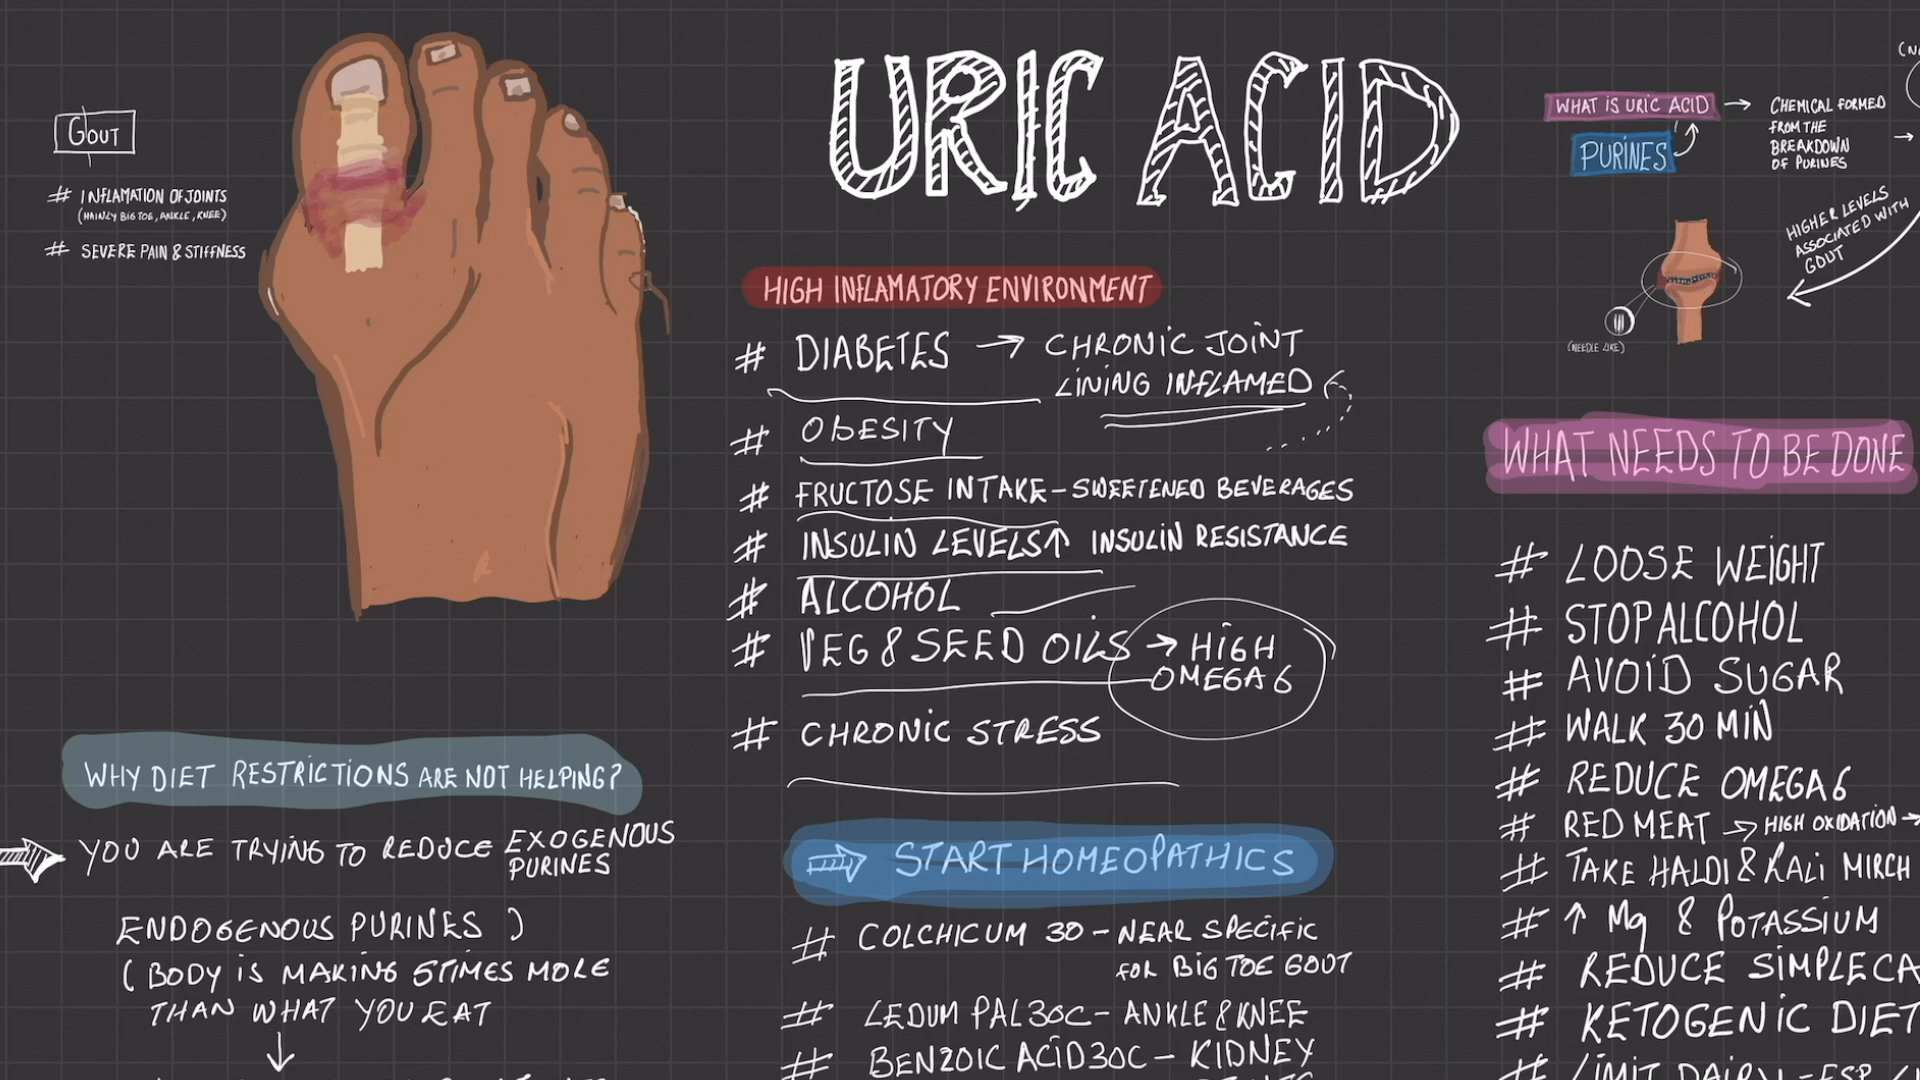 URIC ACID
GOUT
# INFLAMATION OF JOINTS
(MAINLY BIG TOE, ANKLE, KNEE)
# SEVERE PAIN & STIFFNESS
WHY DIET RESTRICTIONS ARE NOT HELPING?
YOU ARE TRYING TO REDUCE EXOGENOUS
PURINES
ENDOGENOUS PURINES )
( BODY IS MAKING 5TIMES MORE
THAN WHAT YOU EAT
HIGH INFLAMATORY ENVIRONMENT
# DIABETES → CHRONIC JOINT
LINING INFLAMED
# OBESITY
# FRUCTOSE INTAKE - SWEETENED BEVERAGES
# INSULIN LEVELS↑ INSULIN RESISTANCE
# ALCOHOL
# VEG & SEED OILS → HIGH
OMEGA 6
# CHRONIC STRESS
START HOMEOPATHICS
# COLCHICUM 30 - NEAR SPECIFIC
FOR BIG TOE GOUT
# LEDUM PAL 30C - ANKLE & KNEE
# BENZOIC ACID 30C - KIDNEY
WHAT IS URIC ACID → CHEMICAL FORMED
FROM THE
BREAKDOWN
OF PURINES
PURINES
HIGHER LEVELS
ASSOCIATED WITH
GOUT
(NEEDLE LIKE)
WHAT NEEDS TO BE DONE
# LOOSE WEIGHT
# STOP ALCOHOL
# AVOID SUGAR
# WALK 30 MIN
# REDUCE OMEGA 6
# RED MEAT → HIGH OXIDATION →
# TAKE HALDI & KALI MIRCH
# ↑ Mg & POTASSIUM
# REDUCE SIMPLE CA
# KETOGENIC DIET
# LIMIT DAIRY - ESP